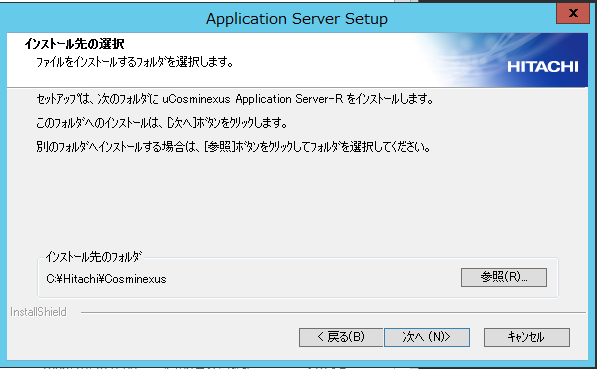 Application Server Setup
x
インストール先の選択
ファイルをインストールするフォルダを選択します。
HITACHI
セットアップは、次のフォルダに uCosminexus Application Server-R をインストールします。
このフォルダへのインストールは、[次へ]ボタンをクリックします。
別のフォルダへインストールする場合は、[参照]ボタンをクリックしてフォルダを選択してください。
インストール先のフォルダ
C:¥Hitachi¥Cosminexus
参照(R)...
InstallShield
< 戻る(B)
次へ (N)>
キャンセル